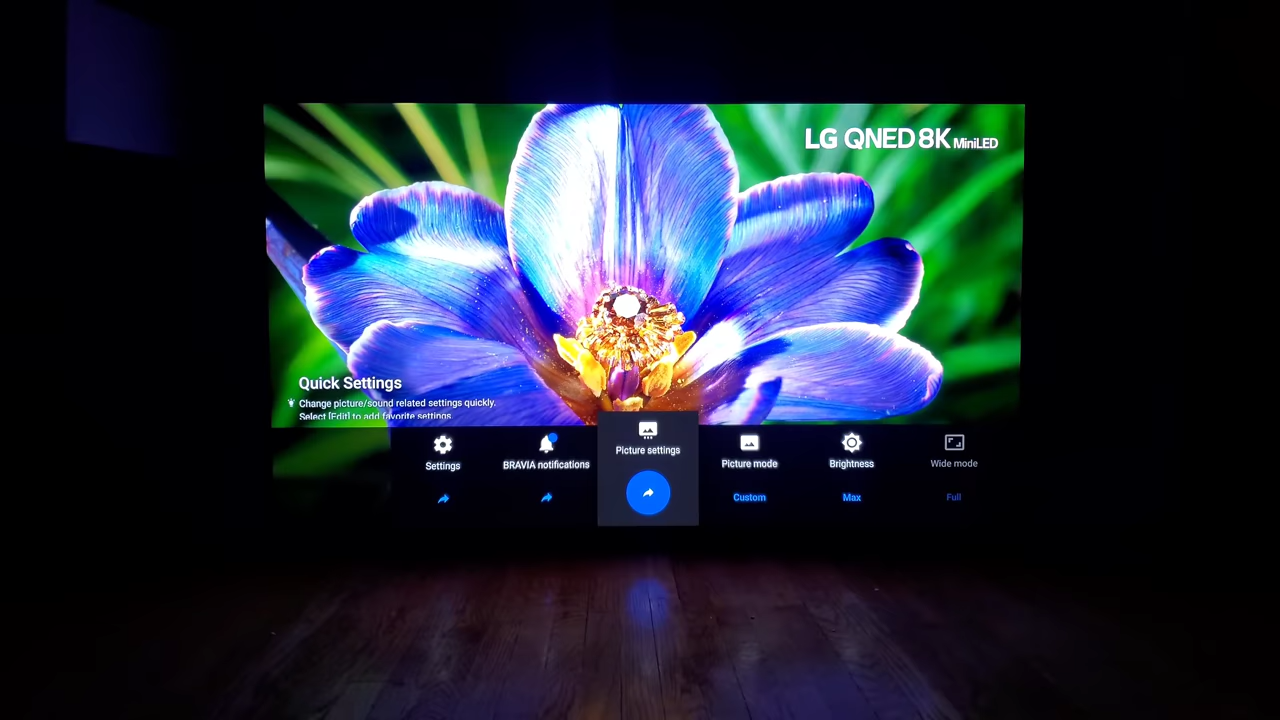 LG QNED 8K MiniLED
Quick Settings
Change picture/sound related settings quickly.
Select [Edit] to add favorite settings.
Settings
BRAVIA notifications
Picture settings
Picture mode
Brightness
Wide mode
Custom
Max
Full